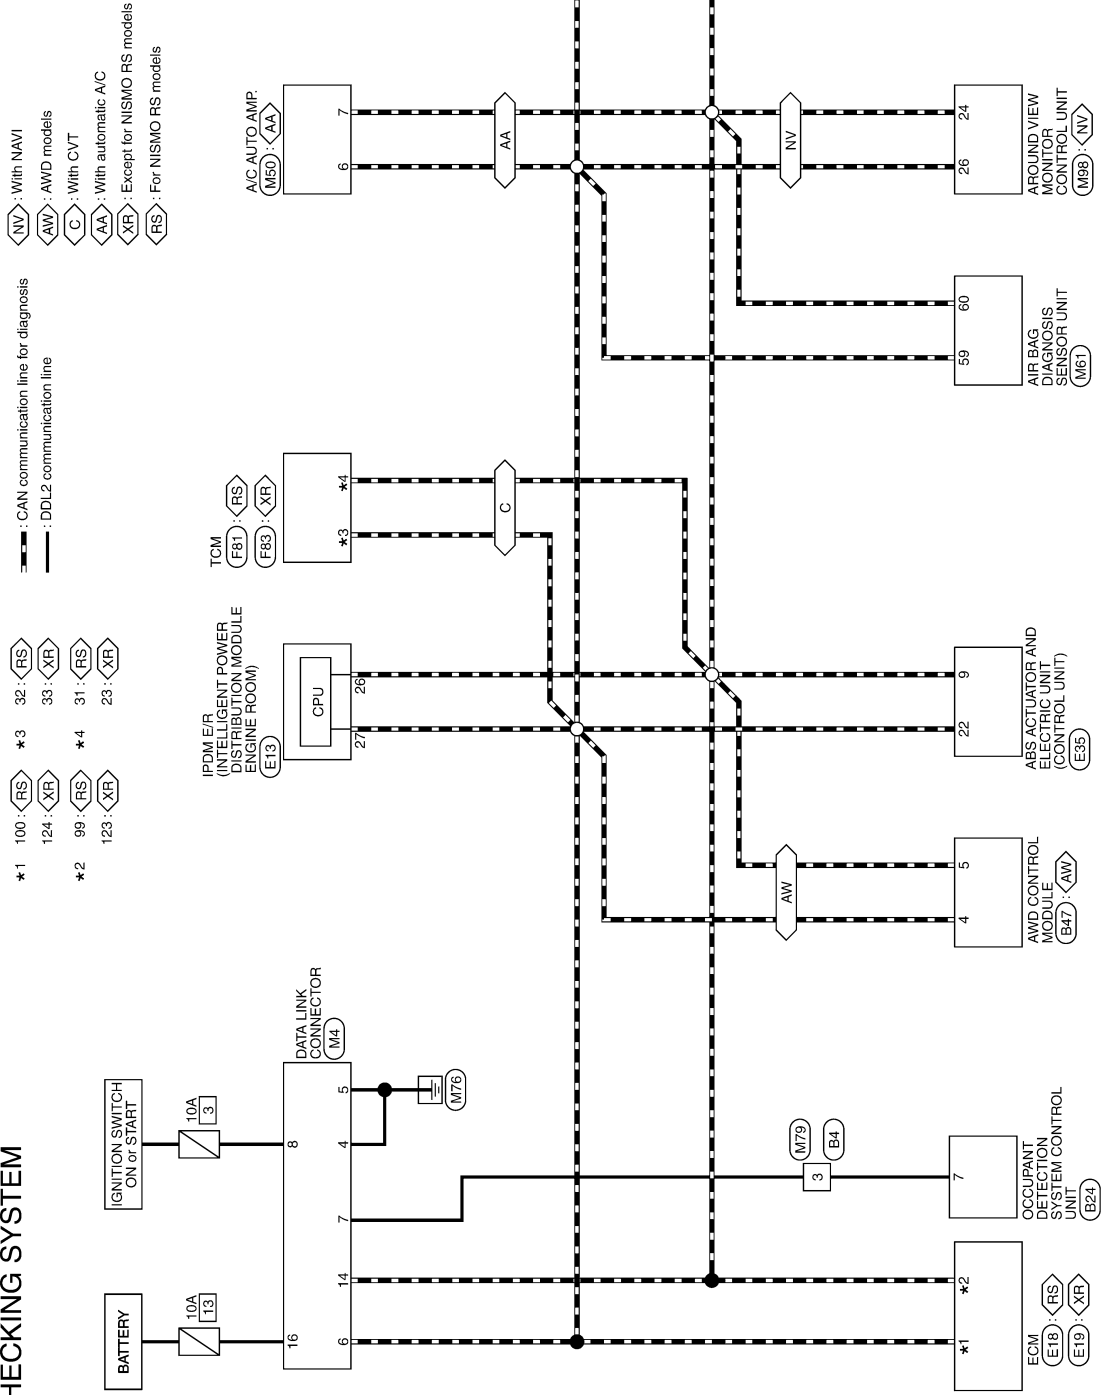 HECKING SYSTEM
BATTERY
10A
13
IGNITION SWITCH
ON or START
10A
3
★1 100 : RS
124 : XR
★2 99 : RS
123 : XR
★3 32 : RS
33 : XR
★4 31 : RS
23 : XR
: CAN communication line for diagnosis
: DDL2 communication line
NV : With NAVI
AW : AWD models
C : With CVT
AA : With automatic A/C
XR : Except for NISMO RS models
RS : For NISMO RS models
DATA LINK
CONNECTOR
M4
16
8
6
14
7
4
5
M76
IPDM E/R
(INTELLIGENT POWER
DISTRIBUTION MODULE
ENGINE ROOM)
E13
CPU
27
26
TCM
F81 : RS
F83 : XR
★3
★4
C
A/C AUTO AMP.
M50 : AA
6
7
AA
NV
AW
3
M79
B4
★1
★2
ECM
E18 : RS
E19 : XR
7
OCCUPANT
DETECTION
SYSTEM CONTROL
UNIT
B24
4
5
AWD CONTROL
MODULE
B47 : AW
22
9
ABS ACTUATOR AND
ELECTRIC UNIT
(CONTROL UNIT)
E35
59
60
AIR BAG
DIAGNOSIS
SENSOR UNIT
M61
26
24
AROUND VIEW
MONITOR
CONTROL UNIT
M98 : NV